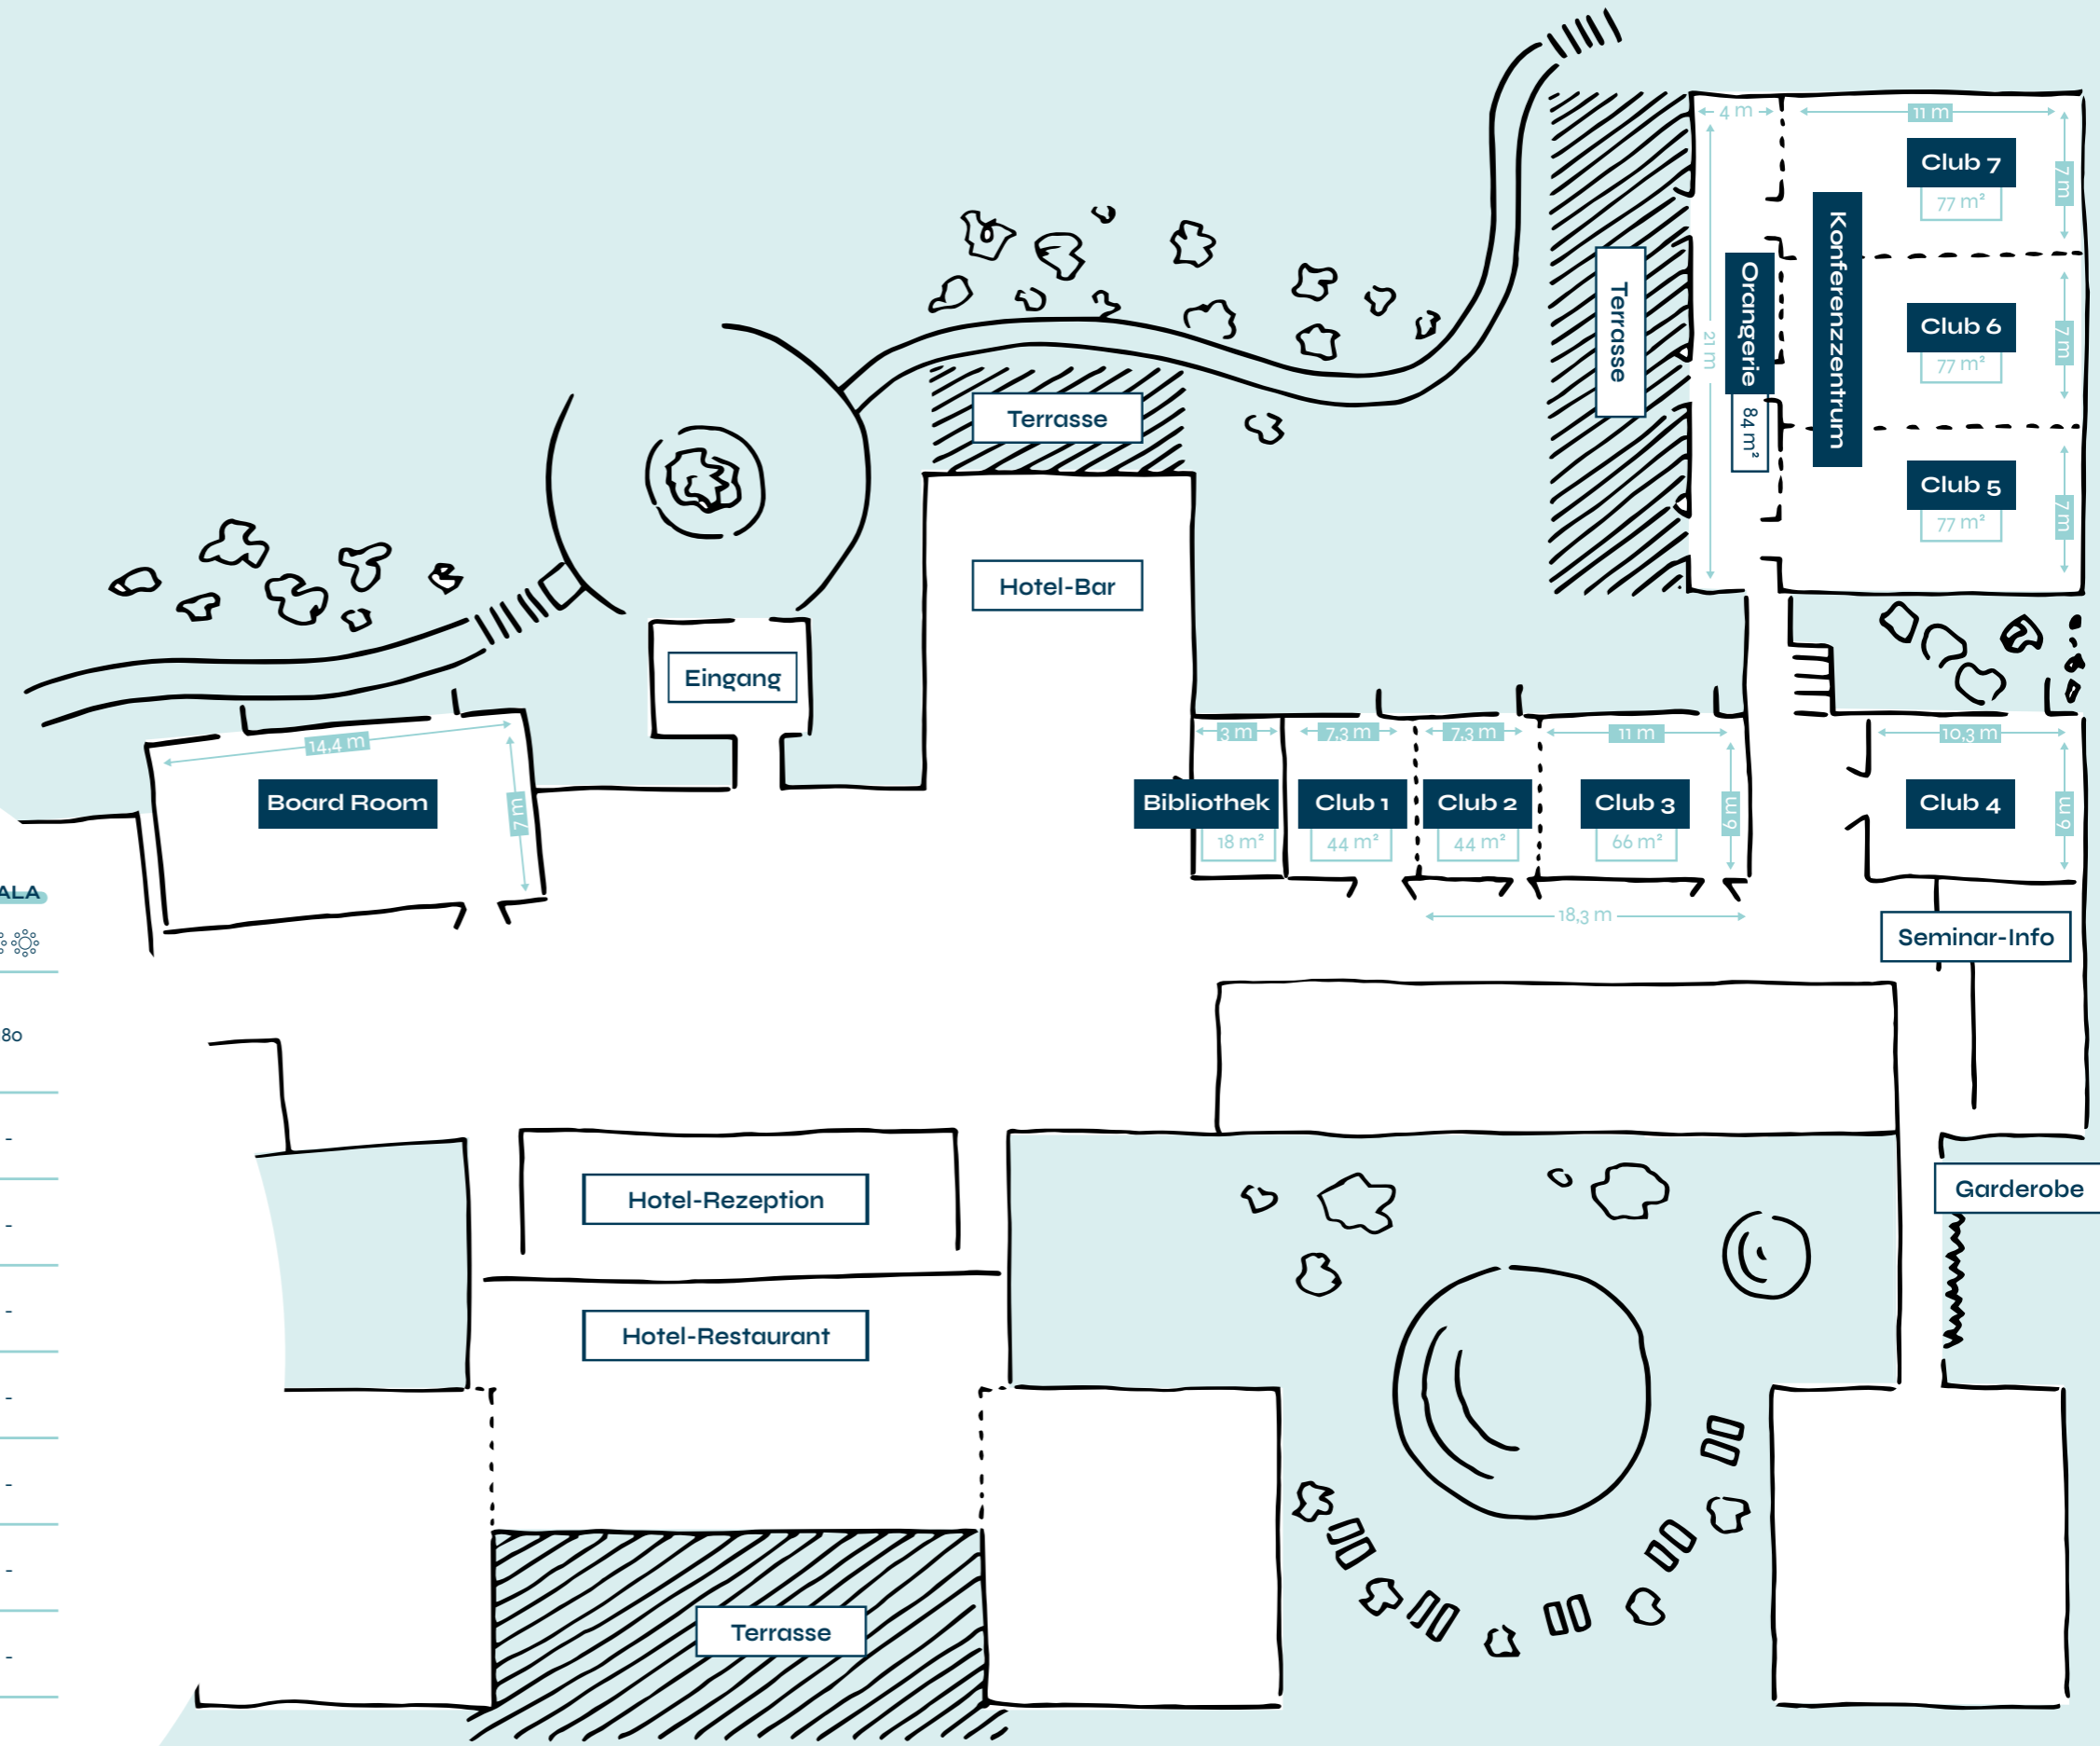 4 m
11 m
Club 7
77 m²
7 m
Konferenzzentrum
Orangerie
84 m²
21 m
Terrasse
Club 6
77 m²
7 m
Club 5
77 m²
7 m
Terrasse
Hotel-Bar
Eingang
14,4 m
Board Room
7 m
3 m
7,3 m
7,3 m
11 m
10,3 m
Bibliothek
Club 1
Club 2
Club 3
6 m
Club 4
6 m
18 m²
44 m²
44 m²
66 m²
18,3 m
ALA
Seminar-Info
80
-
-
-
-
-
-
-
Hotel-Rezeption
Garderobe
Hotel-Restaurant
Terrasse